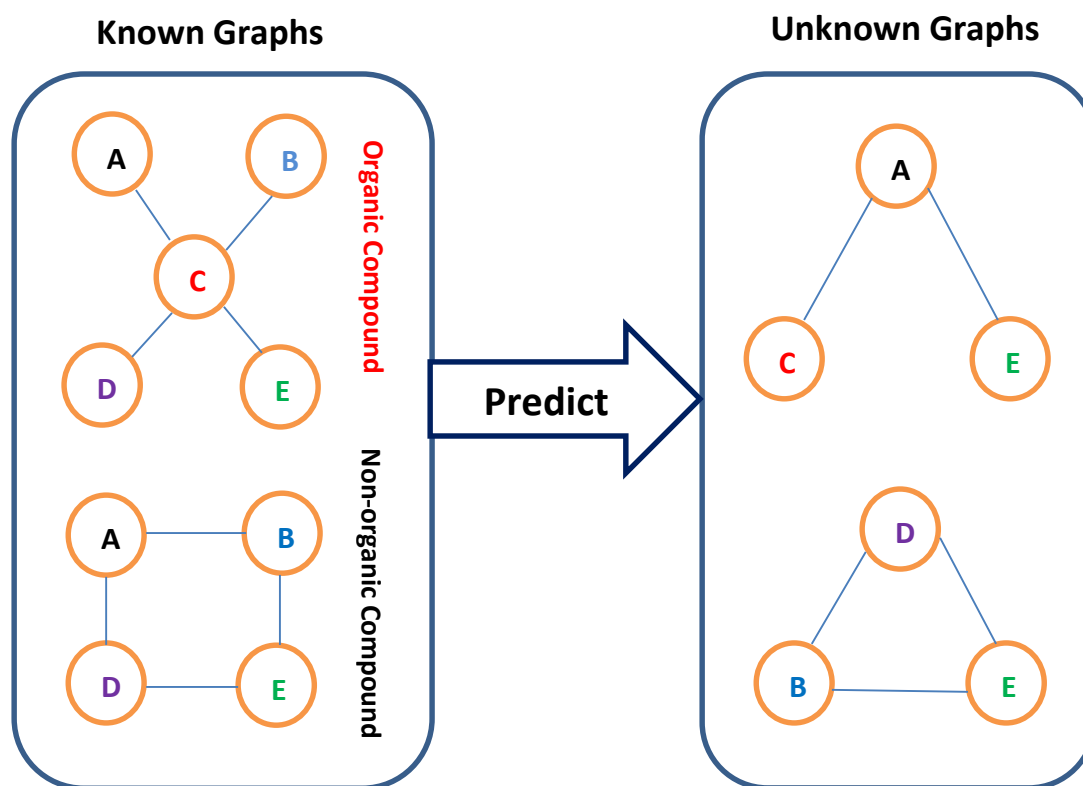 Known Graphs
A
B
C
D
E
Organic Compound
A
B
D
E
Non-organic Compound
Predict
Unknown Graphs
A
C
E
D
B
E